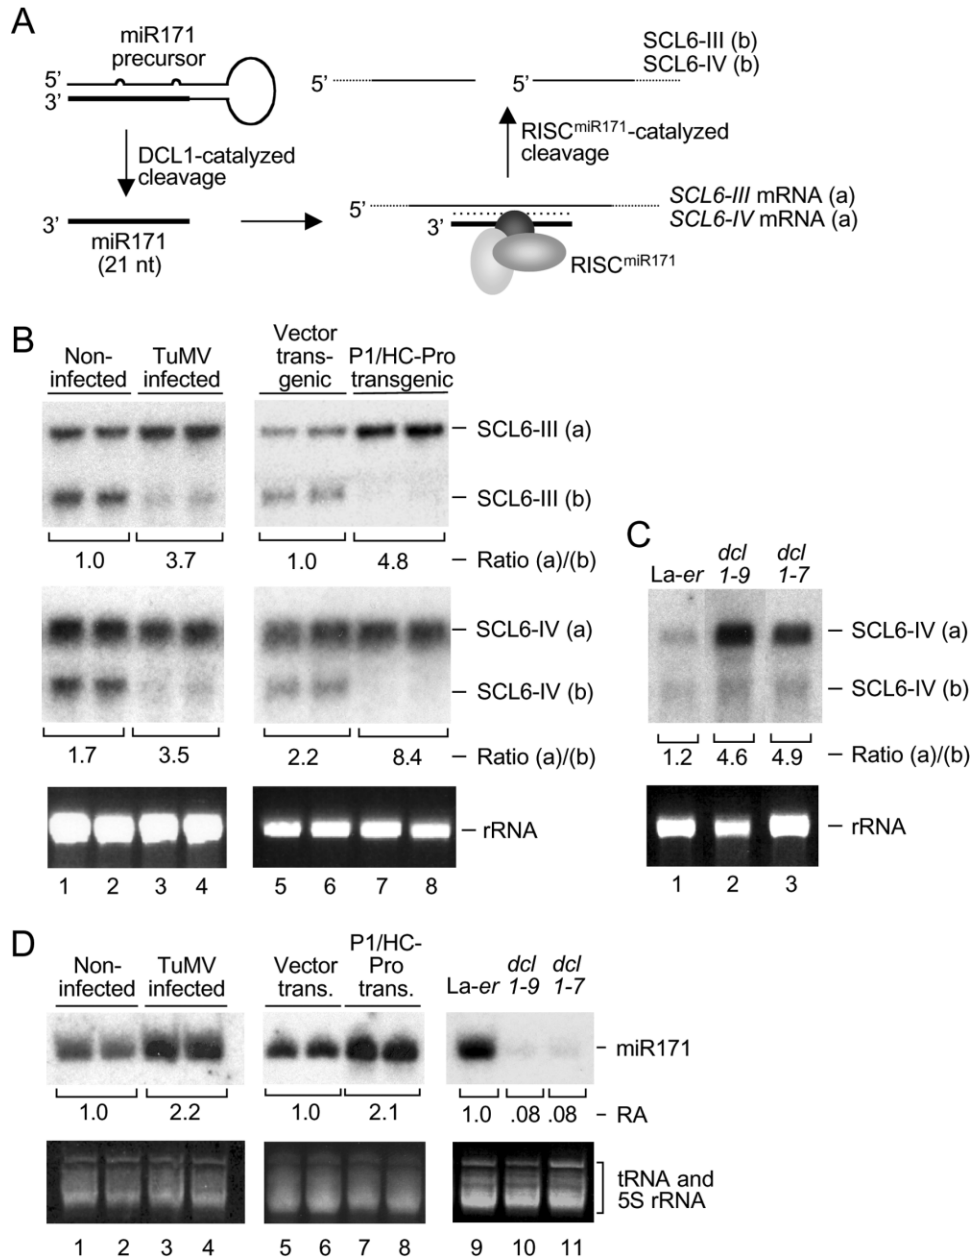 A
miR171
precursor
5’
3’
DCL1-catalyzed
cleavage
3’
miR171
(21 nt)
5’
5’
SCL6-III (b)
SCL6-IV (b)
RISCmiR171-catalyzed
cleavage
5’
3’
SCL6-III mRNA (a)
SCL6-IV mRNA (a)
RISCmiR171
B
Non-
infected
TuMV
infected
Vector
trans-
genic
P1/HC-Pro
transgenic
SCL6-III (a)
SCL6-III (b)
1.0 3.7 1.0 4.8 Ratio (a)/(b)
SCL6-IV (a)
SCL6-IV (b)
1.7 3.5 2.2 8.4 Ratio (a)/(b)
rRNA
1 2 3 4 5 6 7 8
C
La-er
dcl
1-9
dcl
1-7
SCL6-IV (a)
SCL6-IV (b)
1.2 4.6 4.9 Ratio (a)/(b)
rRNA
1 2 3
D
Non-
infected
TuMV
infected
Vector
trans.
P1/HC-
Pro
trans.
La-er
dcl
1-9
dcl
1-7
miR171
1.0 2.2 1.0 2.1 1.0 .08 .08 RA
tRNA and
5S rRNA
1 2 3 4 5 6 7 8 9 10 11